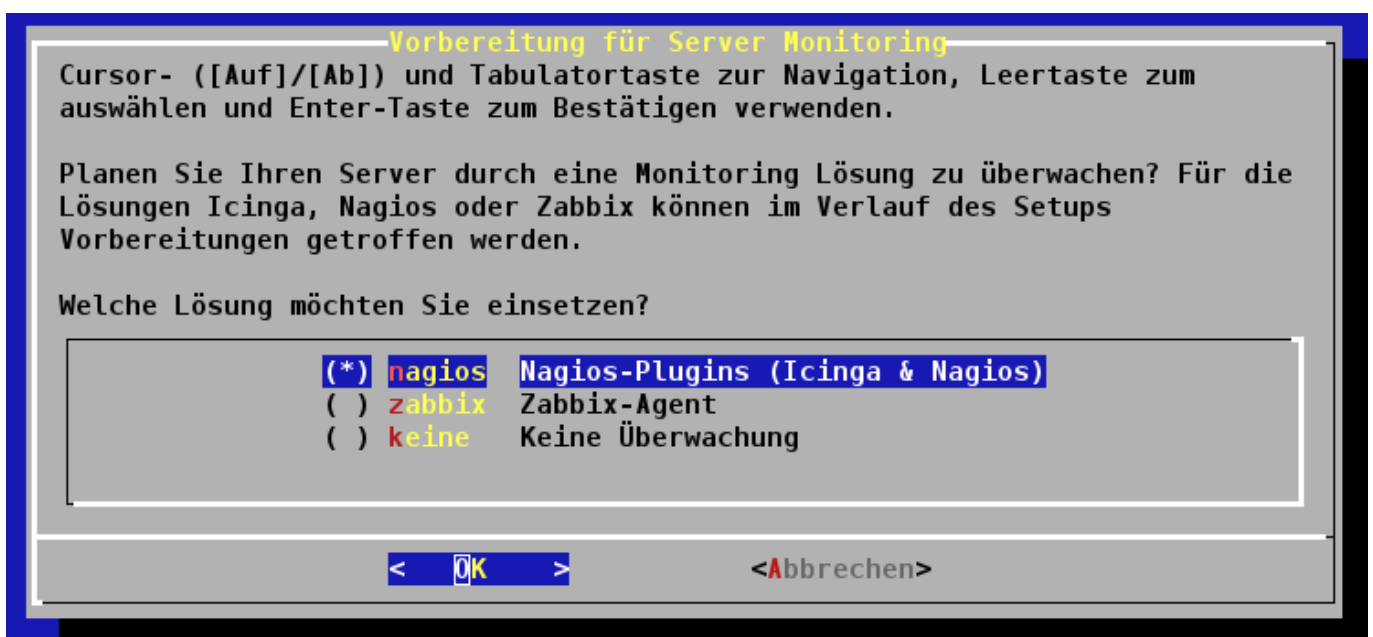 Vorbereitung für Server Monitoring
Cursor- ([Auf]/[Ab]) und Tabulatortaste zur Navigation, Leertaste zum
auswählen und Enter-Taste zum Bestätigen verwenden.
Planen Sie Ihren Server durch eine Monitoring Lösung zu überwachen? Für die
Lösungen Icinga, Nagios oder Zabbix können im Verlauf des Setups
Vorbereitungen getroffen werden.
Welche Lösung möchten Sie einsetzen?
(*) nagios Nagios-Plugins (Icinga & Nagios)
( ) zabbix Zabbix-Agent
( ) keine Keine Überwachung
< OK > <Abbrechen>